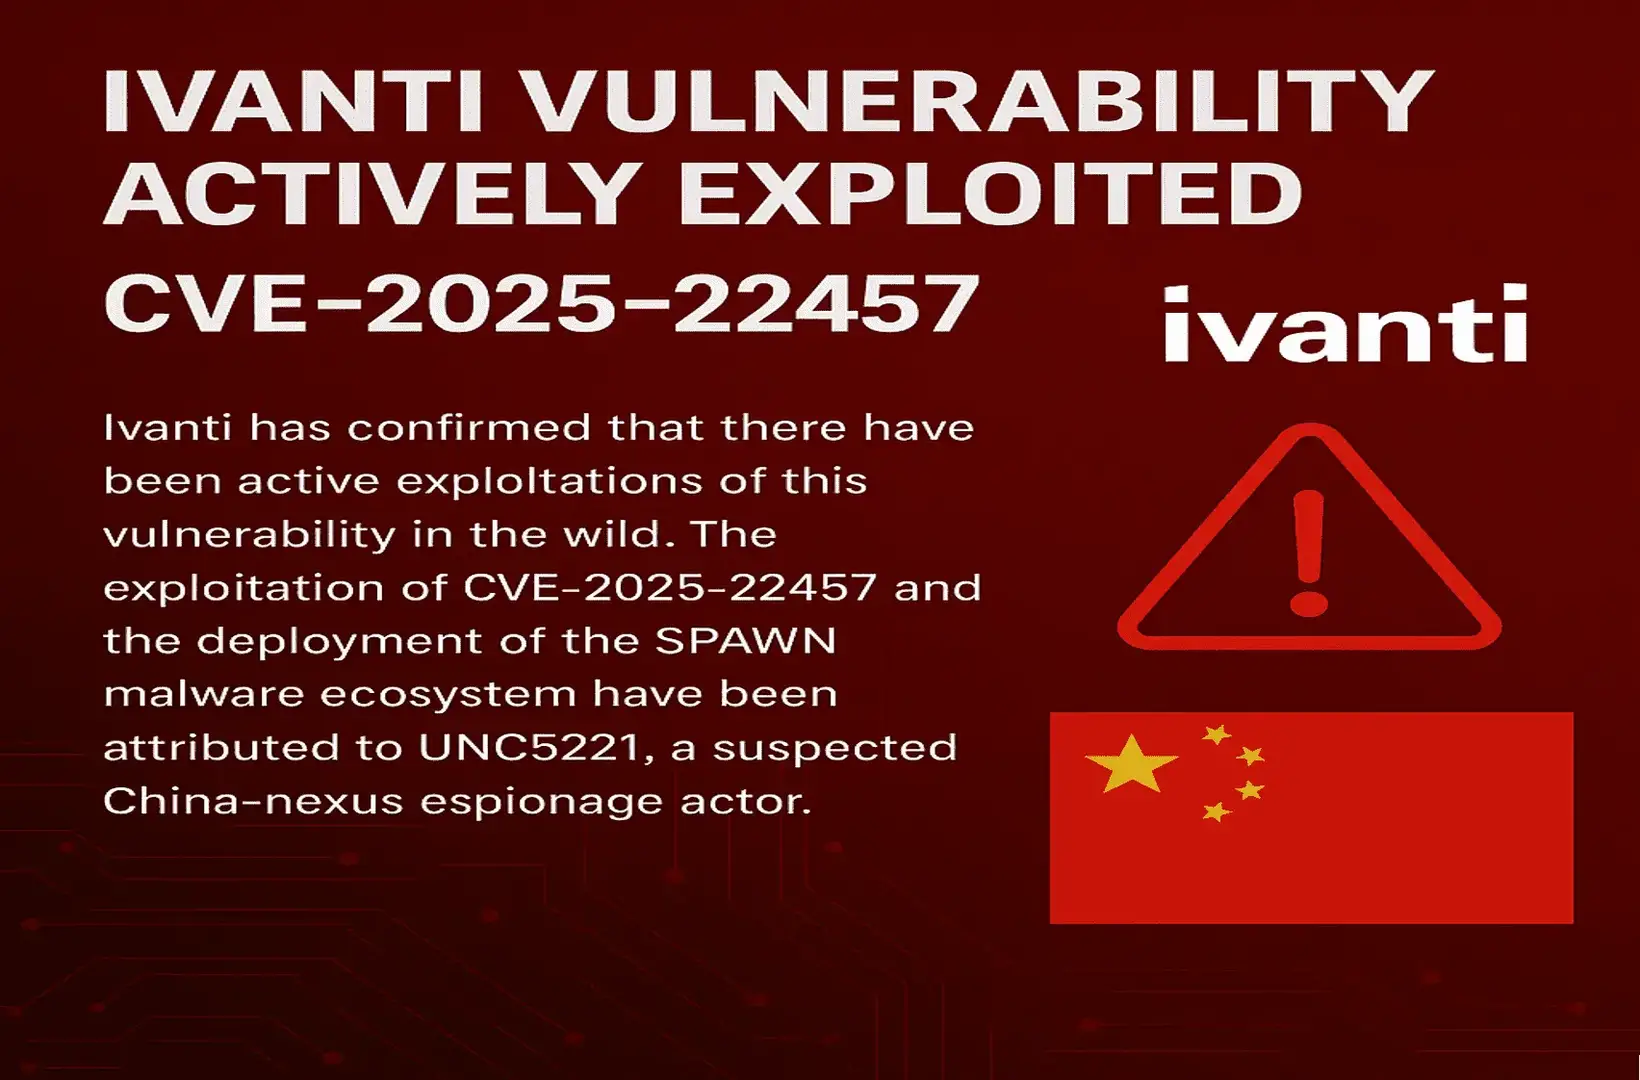 IVANTI VULNERABILITY
ACTIVELY EXPLOITED
CVE-2025-22457
ivanti
Ivanti has confirmed that there have
been active exploltations of this
vulnerability in the wild. The
exploitation of CVE-2025-22457 and
the deployment of the SPAWN
malware ecosystem have been
attributed to UNC5221, a suspected
China-nexus espionage actor.